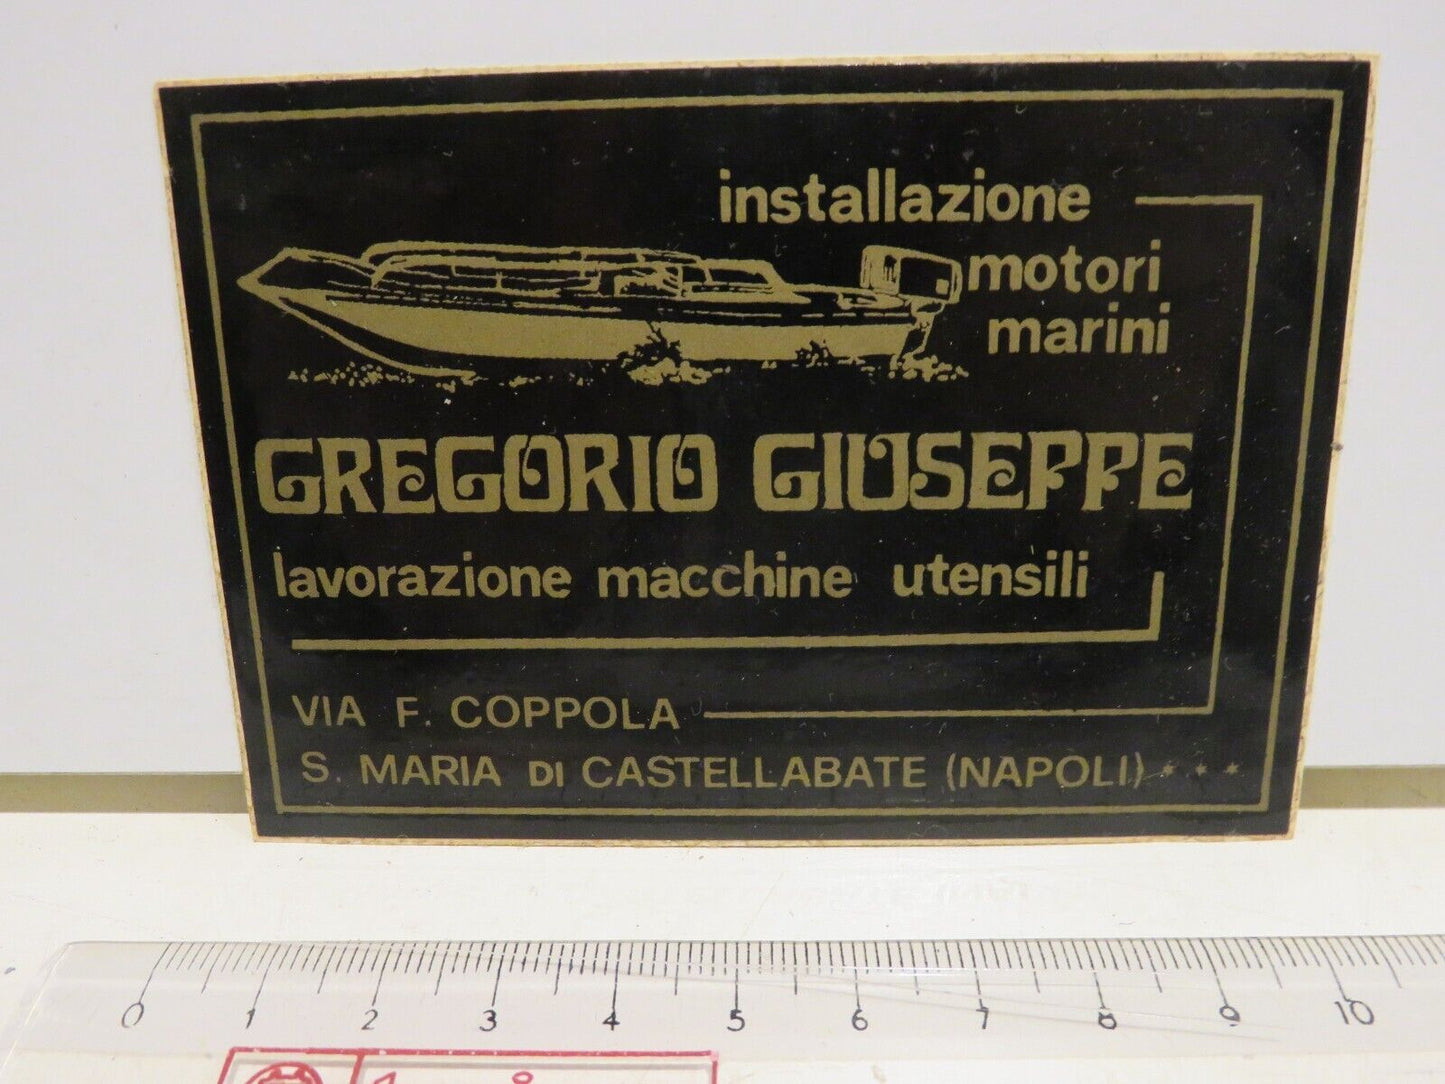 installazione
motori
marini
GREGORIO GIUSEPPE
lavorazione macchine utensili
VIA F. COPPOLA
S. MARIA DI CASTELLABATE (NAPOLI) ***
0 1 2 3 4 5 6 7 8 9 10